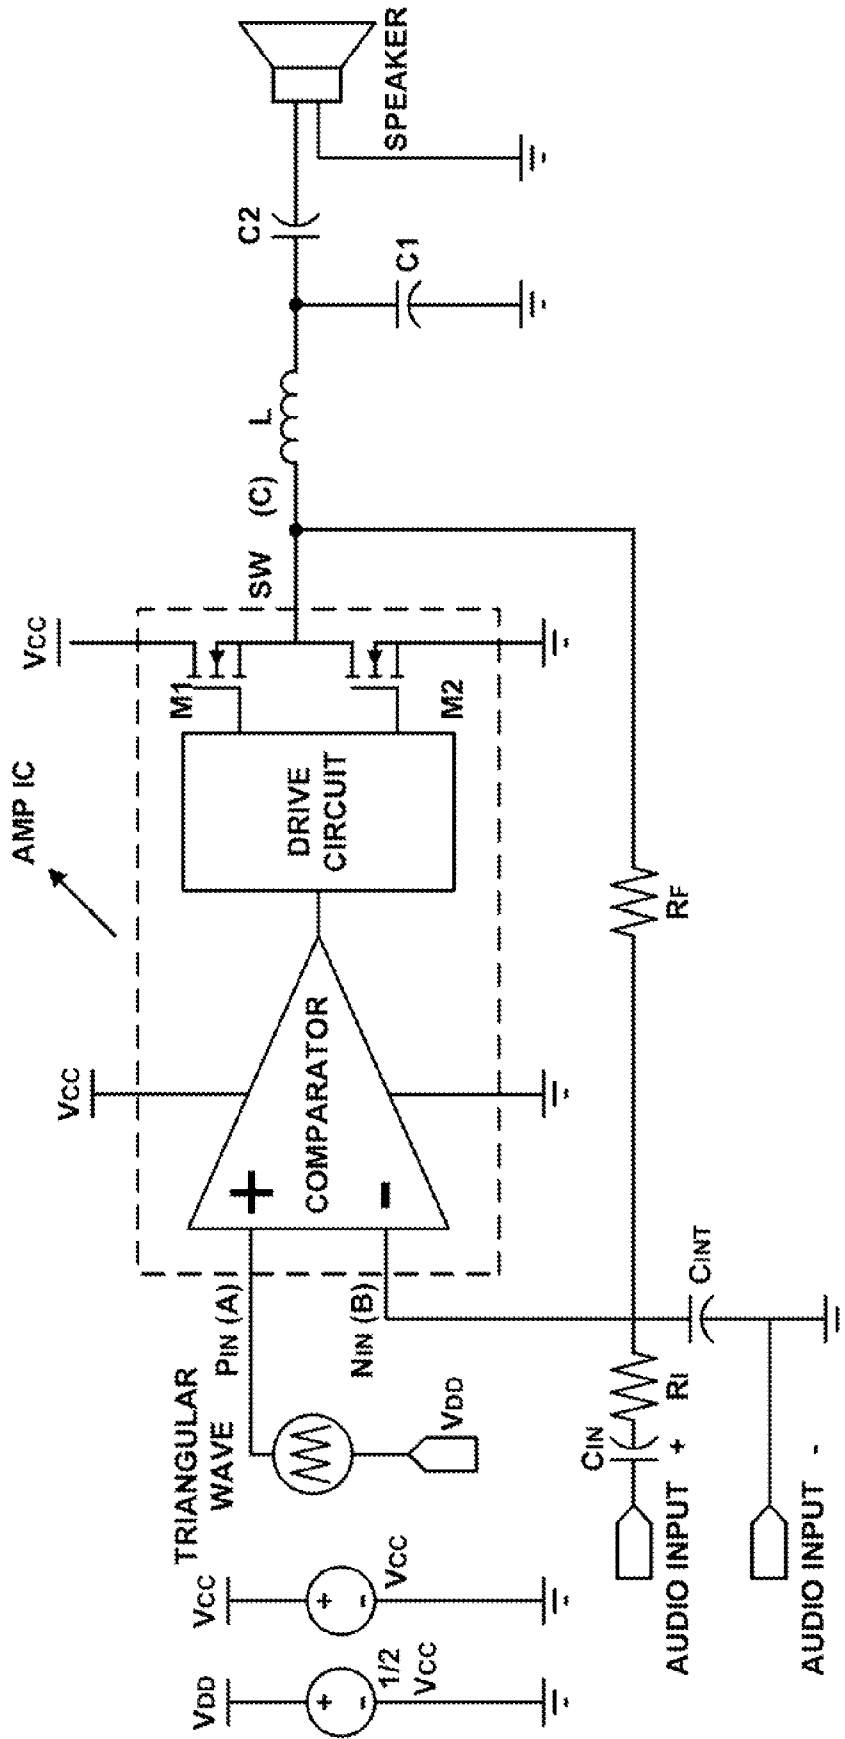 AMP IC
VCC
VCC
M1
M2
DRIVE
CIRCUIT
COMPARATOR
+
-
SW
(C)
L
C2
C1
SPEAKER
PIN (A)
NIN (B)
TRIANGULAR
WAVE
VDD
VDD
+
-
1/2
VCC
VCC
+
-
VCC
CIN
RI
RF
CINT
AUDIO INPUT +
AUDIO INPUT -